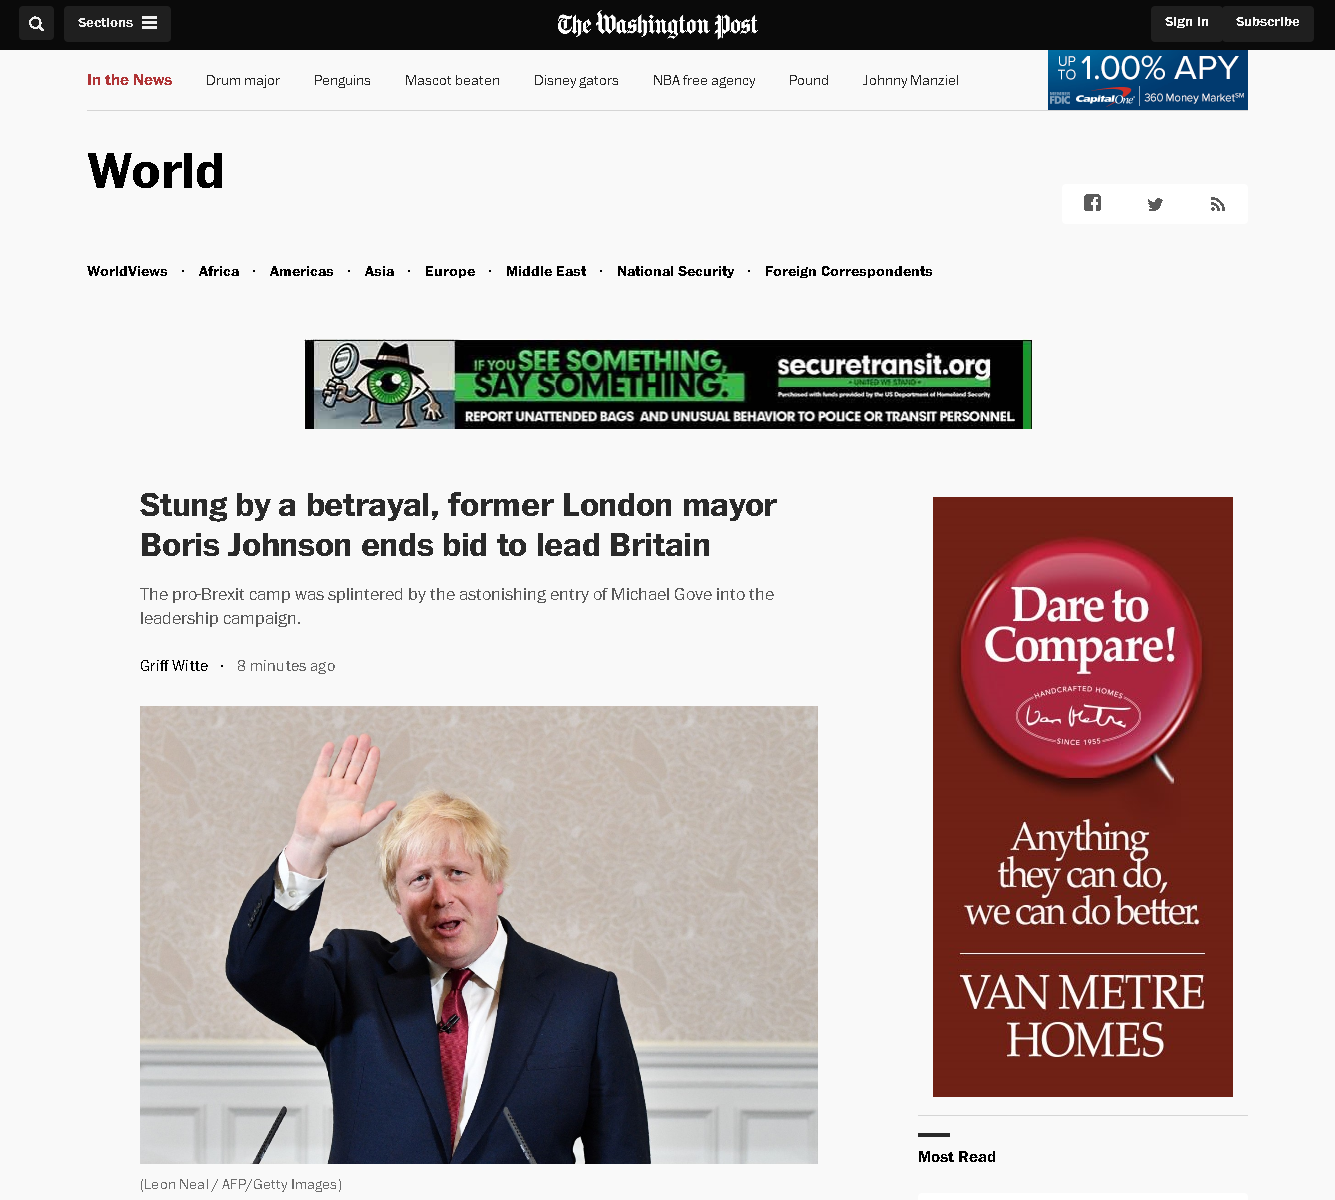 Sections
The Washington Post
Sign In
Subscribe
In the News
Drum major
Penguins
Mascot beaten
Disney gators
NBA free agency
Pound
Johnny Manziel
UP TO 1.00% APY
MEMBER FDIC Capital One 360 Money Market℠
World
WorldViews · Africa · Americas · Asia · Europe · Middle East · National Security · Foreign Correspondents
IF YOU SEE SOMETHING,
SAY SOMETHING.
securetransit.org
- UNITED WE STAND -
Purchased with funds provided by the US Department of Homeland Security
REPORT UNATTENDED BAGS AND UNUSUAL BEHAVIOR TO POLICE OR TRANSIT PERSONNEL
Stung by a betrayal, former London mayor
Boris Johnson ends bid to lead Britain
The pro-Brexit camp was splintered by the astonishing entry of Michael Gove into the
leadership campaign.
Griff Witte · 8 minutes ago
(Leon Neal / AFP/Getty Images)
Dare to
Compare!
HANDCRAFTED HOMES
Van Metre
SINCE 1955
Anything
they can do,
we can do better.
VAN METRE
HOMES
Most Read